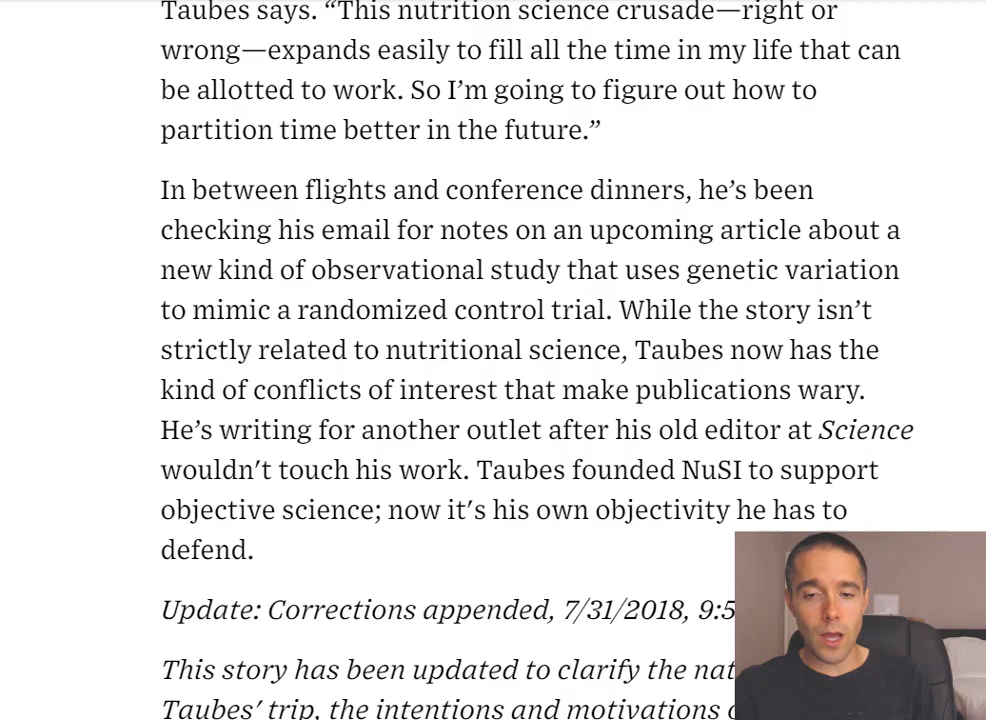 Taubes says. “This nutrition science crusade—right or
wrong—expands easily to fill all the time in my life that can
be allotted to work. So I’m going to figure out how to
partition time better in the future.”
In between flights and conference dinners, he’s been
checking his email for notes on an upcoming article about a
new kind of observational study that uses genetic variation
to mimic a randomized control trial. While the story isn’t
strictly related to nutritional science, Taubes now has the
kind of conflicts of interest that make publications wary.
He’s writing for another outlet after his old editor at Science
wouldn't touch his work. Taubes founded NuSI to support
objective science; now it's his own objectivity he has to
defend.
Update: Corrections appended, 7/31/2018, 9:5
This story has been updated to clarify the
Taubes' trip, the intentions and motivations